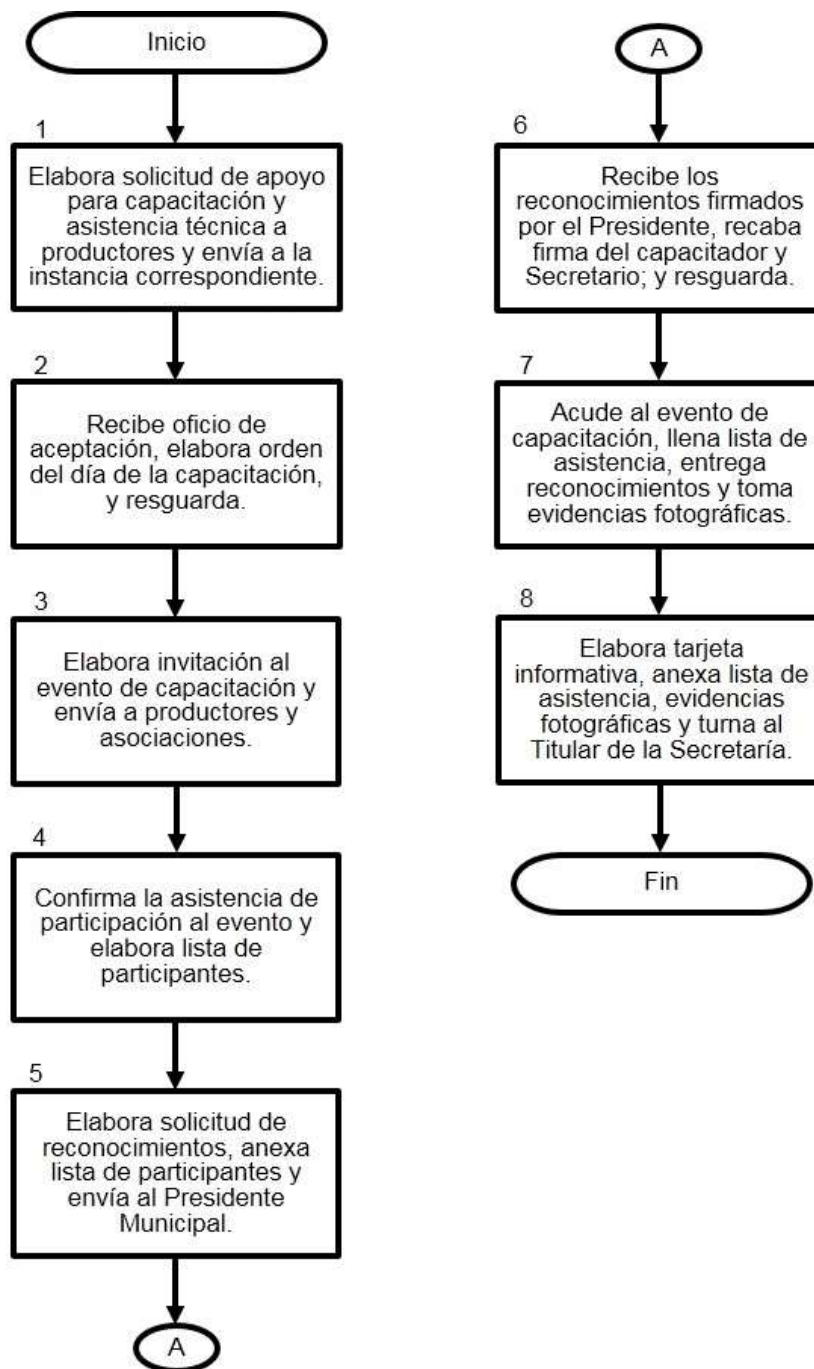 Inicio
1
Elabora solicitud de apoyo
para capacitación y
asistencia técnica a
productores y envía a la
instancia correspondiente.
2
Recibe oficio de
aceptación, elabora orden
del día de la capacitación,
y resguarda.
3
Elabora invitación al
evento de capacitación y
envía a productores y
asociaciones.
4
Confirma la asistencia de
participación al evento y
elabora lista de
participantes.
5
Elabora solicitud de
reconocimientos, anexa
lista de participantes y
envía al Presidente
Municipal.
A
A
6
Recibe los
reconocimientos firmados
por el Presidente, recaba
firma del capacitador y
Secretario; y resguarda.
7
Acude al evento de
capacitación, llena lista de
asistencia, entrega
reconocimientos y toma
evidencias fotográficas.
8
Elabora tarjeta
informativa, anexa lista de
asistencia, evidencias
fotográficas y turna al
Titular de la Secretaría.
Fin